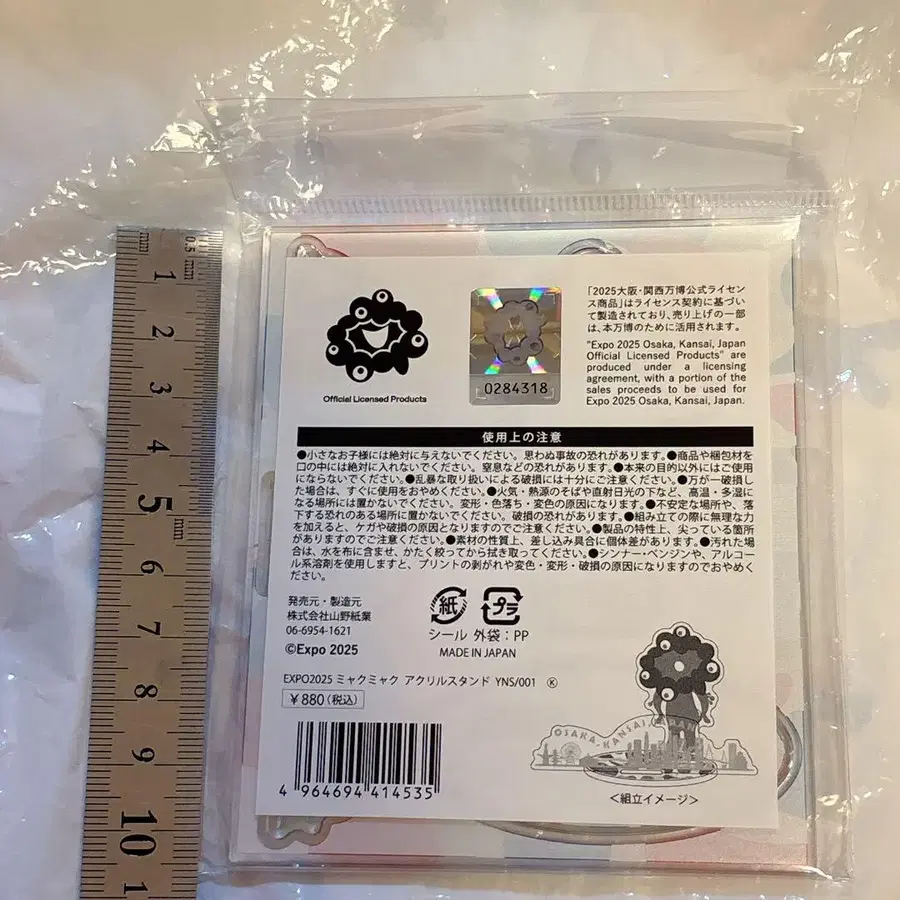 mm
0.5 mm
1
2
3
4
5
mm
6
7
8
9
10
1
Official Licensed Products
0284318
「2025大阪・関西万博公式ライセン
ス商品」はライセンス契約に基づい
て製造されており、売り上げの一部
は、本万博のために活用されます。
"Expo 2025 Osaka, Kansai, Japan
Official Licensed Products" are
produced under a licensing
agreement, with a portion of the
sales proceeds to be used for
Expo 2025 Osaka, Kansai, Japan.
使用上の注意
●小さなお子様には絶対に与えないでください。思わぬ事故の恐れがあります。●商品や梱包材を
口の中には絶対に入れないでください。窒息などの恐れがあります。●本来の目的以外にはご使用
にならないでください。●乱暴な取り扱いによる破損には十分にご注意ください。●万が一破損し
た場合は、すぐに使用をおやめください。●火気・熱源のそばや直射日光の下など、高温・多湿に
なる場所には置かないでください。変形・色落ち・変色の原因になります。●不安定な場所や、落
下する恐れのある場所に置かないでください。破損の恐れがあります。●組み立ての際に無理な力
を加えると、ケガや破損の原因となりますのでご注意ください。●製品の特性上、尖っている箇所
がありますのでご注意ください。●素材の性質上、差し込み具合に個体差があります。●汚れた場
合は、水を布に含ませ、かたく絞ってから拭き取ってください。●シンナー・ベンジンや、アルコー
ル系溶剤を使用しますと、プリントの剥がれや変色・変形・破損の原因になりますのでおやめく
ださい。
発売元・製造元
株式会社山野紙業
06-6954-1621
©Expo 2025
紙 プラ
シール 外袋：PP
MADE IN JAPAN
EXPO2025 ミャクミャク アクリルスタンド YNS/001 Ⓚ
￥880（税込）
4 964694 414535
OSAKA, KANSAI, JAPAN
＜組立イメージ＞